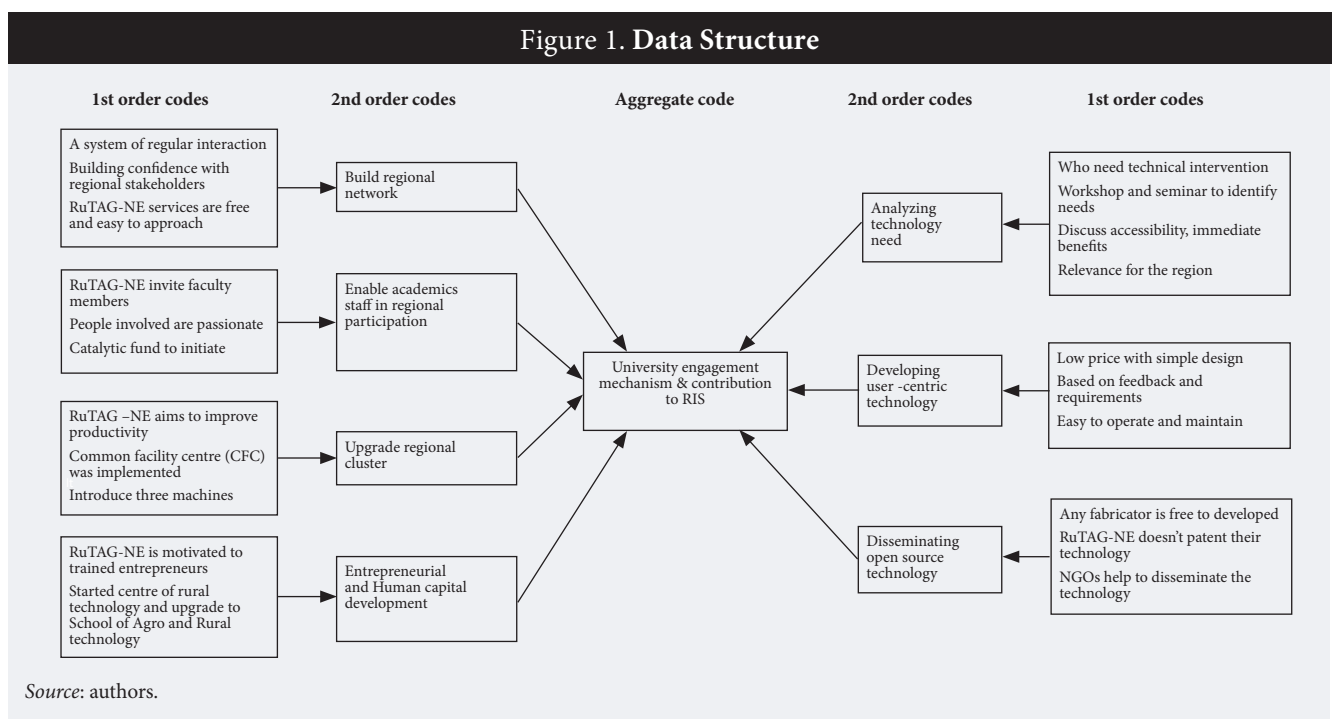 Figure 1. Data Structure
1st order codes
2nd order codes
Aggregate code
2nd order codes
1st order codes
A system of regular interaction
Building confidence with
regional stakeholders
RuTAG-NE services are free
and easy to approach
Build regional
network
RuTAG-NE invite faculty
members
People involved are passionate
Catalytic fund to initiate
Enable academics
staff in regional
participation
RuTAG –NE aims to improve
productivity
Common facility centre (CFC)
was implemented
Introduce three machines
Upgrade regional
cluster
RuTAG-NE is motivated to
trained entrepreneurs
Started centre of rural
technology and upgrade to
School of Agro and Rural
technology
Entrepreneurial
and Human capital
development
University engagement
mechanism & contribution
to RIS
Analyzing
technology
need
Who need technical intervention
Workshop and seminar to identify
needs
Discuss accessibility, immediate
benefits
Relevance for the region
Developing
user -centric
technology
Low price with simple design
Based on feedback and
requirements
Easy to operate and maintain
Disseminating
open source
technology
Any fabricator is free to developed
RuTAG-NE doesn't patent their
technology
NGOs help to disseminate the
technology
Source: authors.